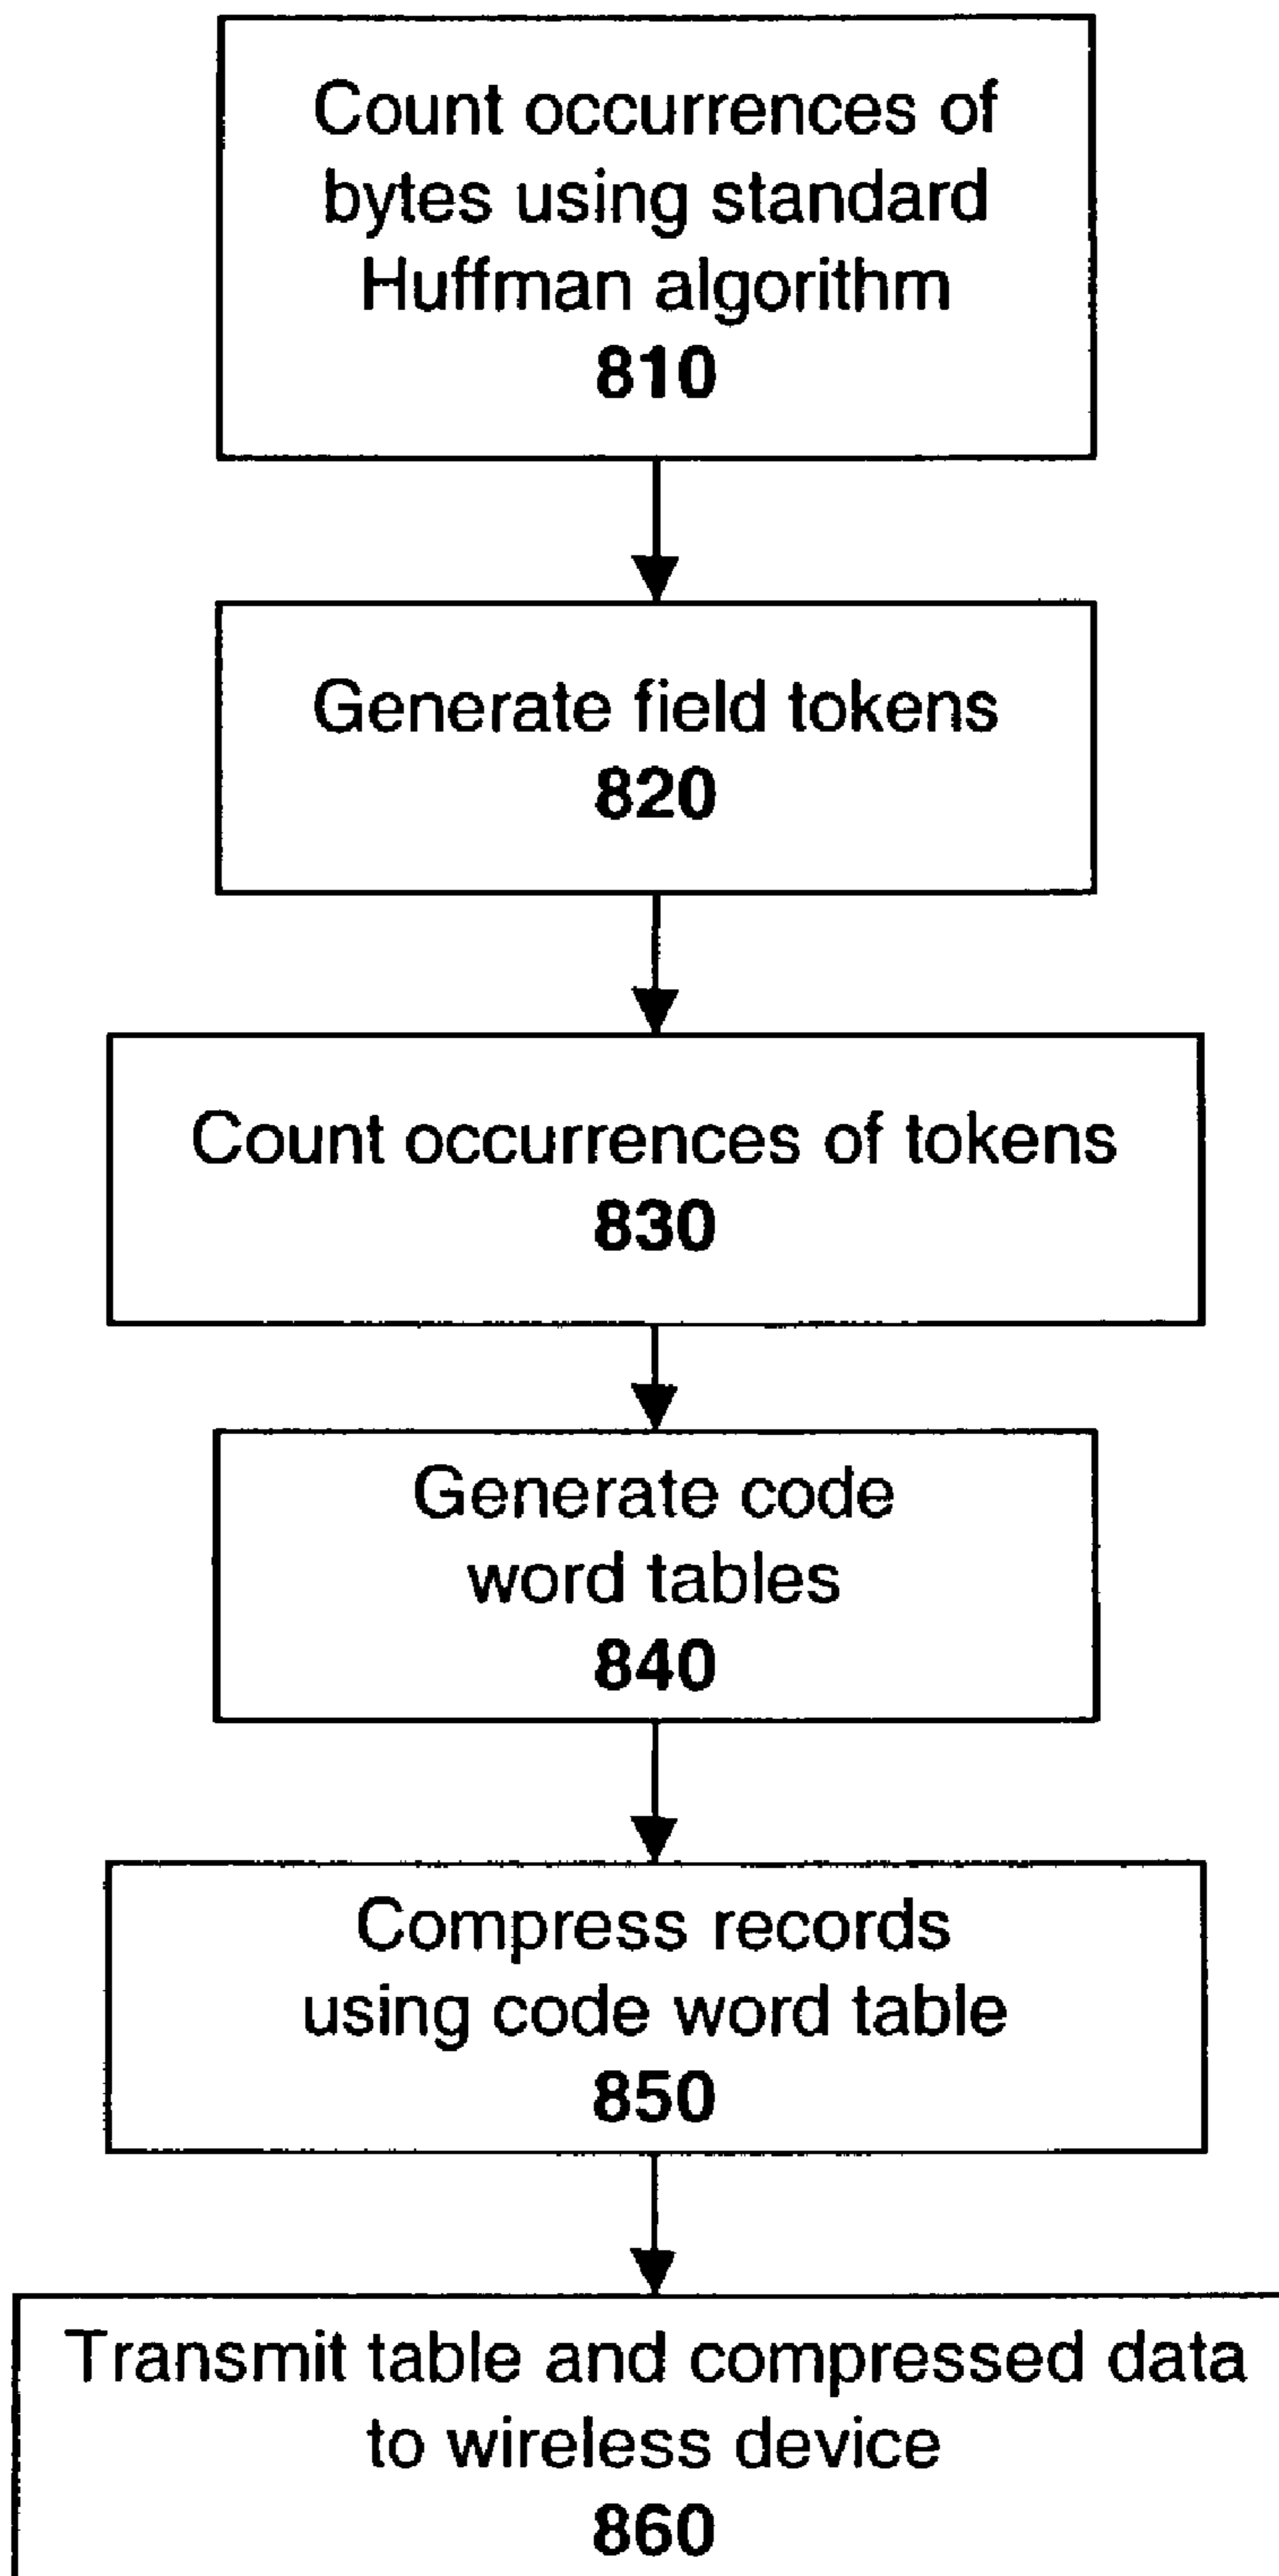 Count occurrences of
bytes using standard
Huffman algorithm
810
Generate field tokens
820
Count occurrences of tokens
830
Generate code
word tables
840
Compress records
using code word table
850
Transmit table and compressed data
to wireless device
860